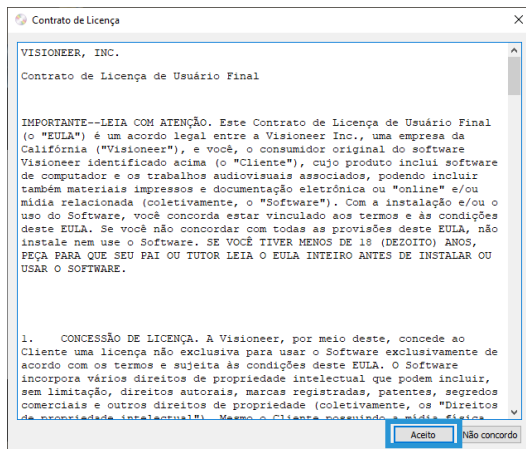 Contrato de Licença
VISIONEER, INC.
Contrato de Licença de Usuário Final
IMPORTANTE--LEIA COM ATENÇÃO. Este Contrato de Licença de Usuário Final
(o "EULA") é um acordo legal entre a Visioneer Inc., uma empresa da
Califórnia ("Visioneer"), e você, o consumidor original do software
Visioneer identificado acima (o "Cliente"), cujo produto inclui software
de computador e os trabalhos audiovisuais associados, podendo incluir
também materiais impressos e documentação eletrônica ou "online" e/ou
mídia relacionada (coletivamente, o "Software"). Com a instalação e/ou o
uso do Software, você concorda estar vinculado aos termos e às condições
deste EULA. Se você não concordar com todas as provisões deste EULA, não
instale nem use o Software. SE VOCÊ TIVER MENOS DE 18 (DEZOITO) ANOS,
PEÇA PARA QUE SEU PAI OU TUTOR LEIA O EULA INTEIRO ANTES DE INSTALAR OU
USAR O SOFTWARE.
1. CONCESSÃO DE LICENÇA. A Visioneer, por meio deste, concede ao
Cliente uma licença não exclusiva para usar o Software exclusivamente de
acordo com os termos e sujeita às condições deste EULA. O Software
incorpora vários direitos de propriedade intelectual que podem incluir,
sem limitação, direitos autorais, marcas registradas, patentes, segredos
comerciais e outros direitos de propriedade (coletivamente, os "Direitos
de propriedade intelectual"). Mesmo o Cliente possuindo a mídia física
Aceito
Não concordo